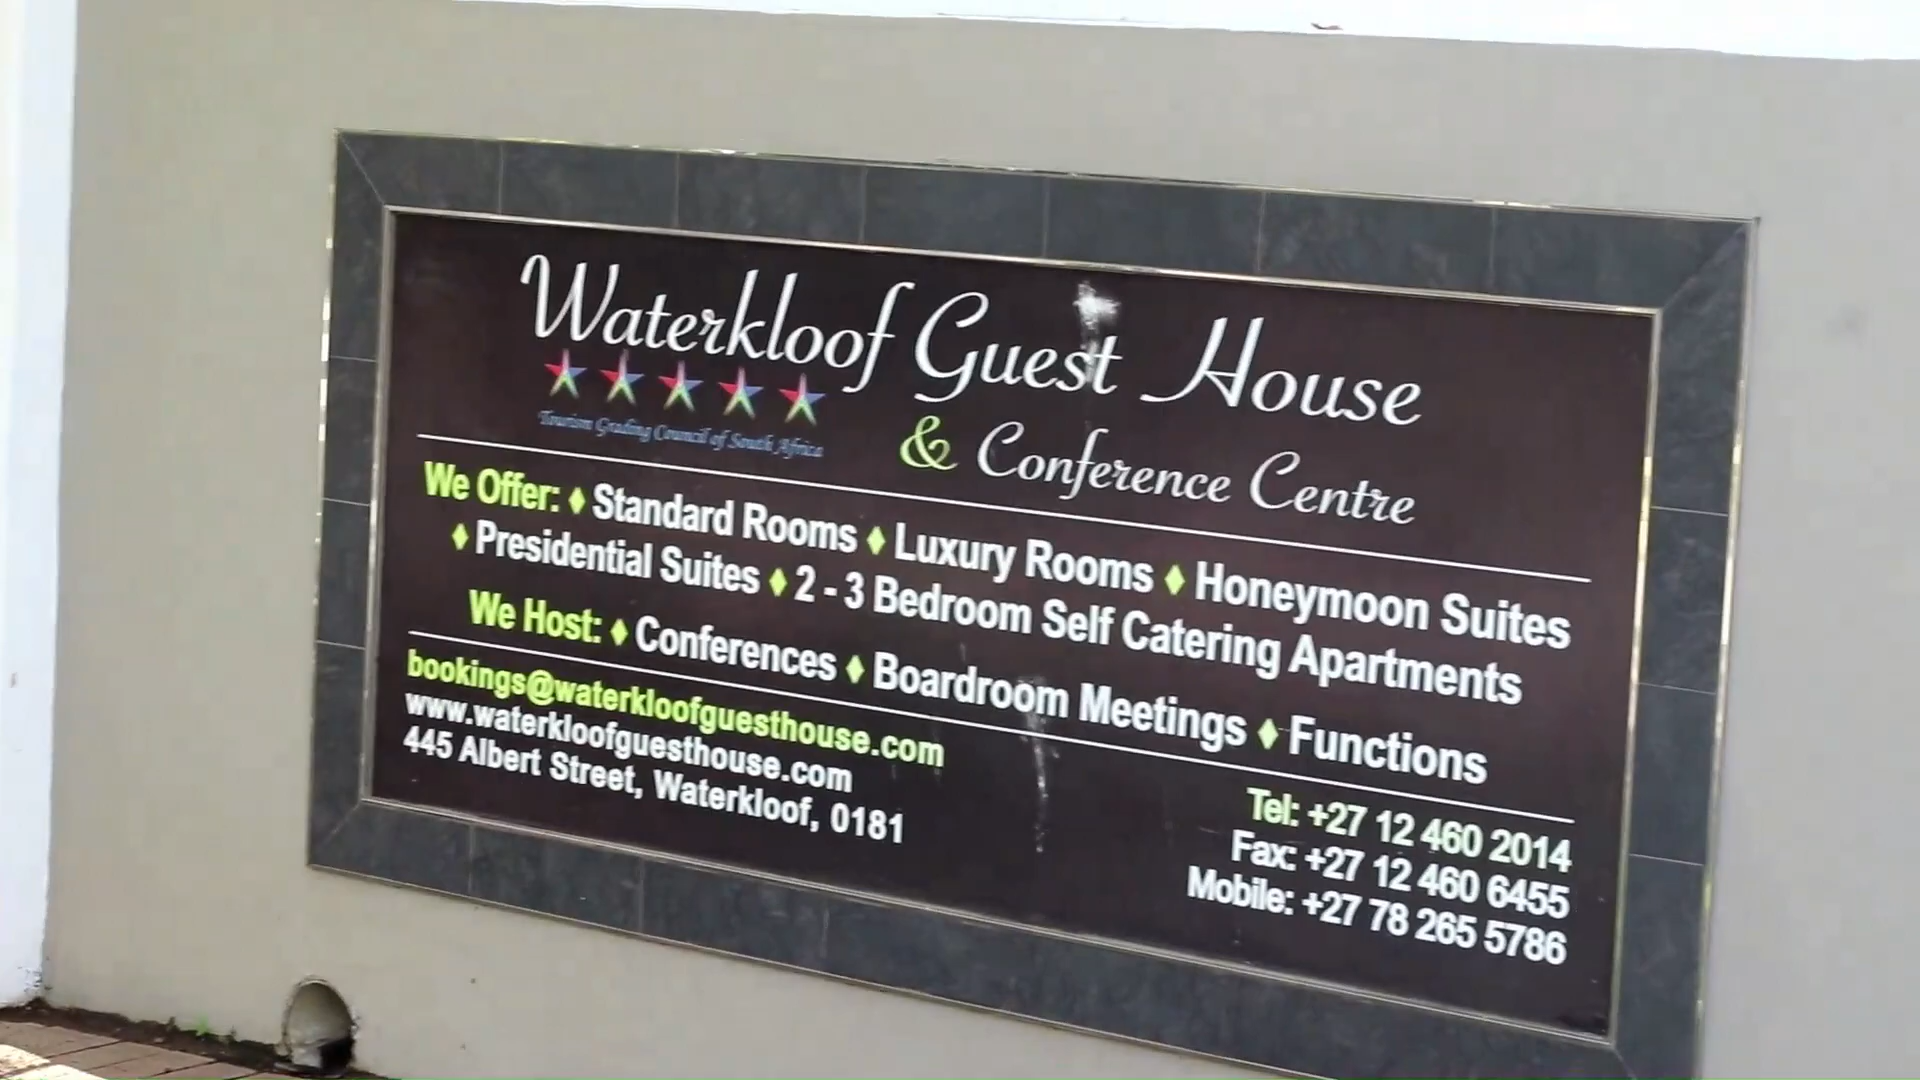 Waterkloof Guest House
Tourism Grading Council of South Africa
& Conference Centre
We Offer: ♦ Standard Rooms ♦ Luxury Rooms ♦ Honeymoon Suites
♦ Presidential Suites ♦ 2 - 3 Bedroom Self Catering Apartments
We Host: ♦ Conferences ♦ Boardroom Meetings ♦ Functions
bookings@waterkloofguesthouse.com
www.waterkloofguesthouse.com
445 Albert Street, Waterkloof, 0181
Tel: +27 12 460 2014
Fax: +27 12 460 6455
Mobile: +27 78 265 5786